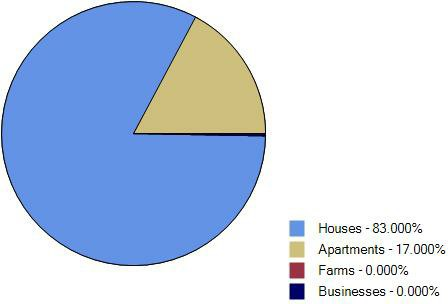 Houses - 83.000%
Apartments - 17.000%
Farms - 0.000%
Businesses - 0.000%